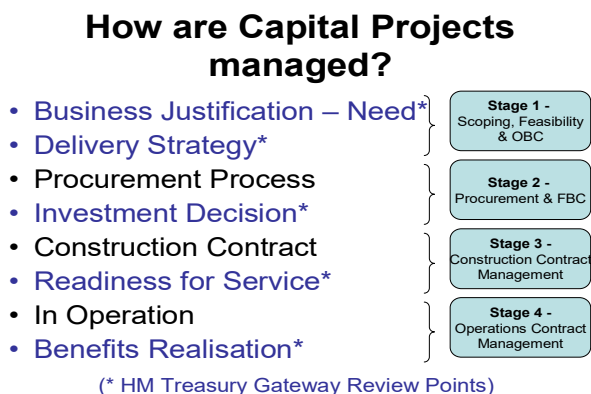 How are Capital Projects
managed?
• Business Justification – Need*
• Delivery Strategy*
• Procurement Process
• Investment Decision*
• Construction Contract
• Readiness for Service*
• In Operation
• Benefits Realisation*
Stage 1 -
Scoping, Feasibility
& OBC
Stage 2 -
Procurement & FBC
Stage 3 -
Construction Contract
Management
Stage 4 -
Operations Contract
Management
(* HM Treasury Gateway Review Points)